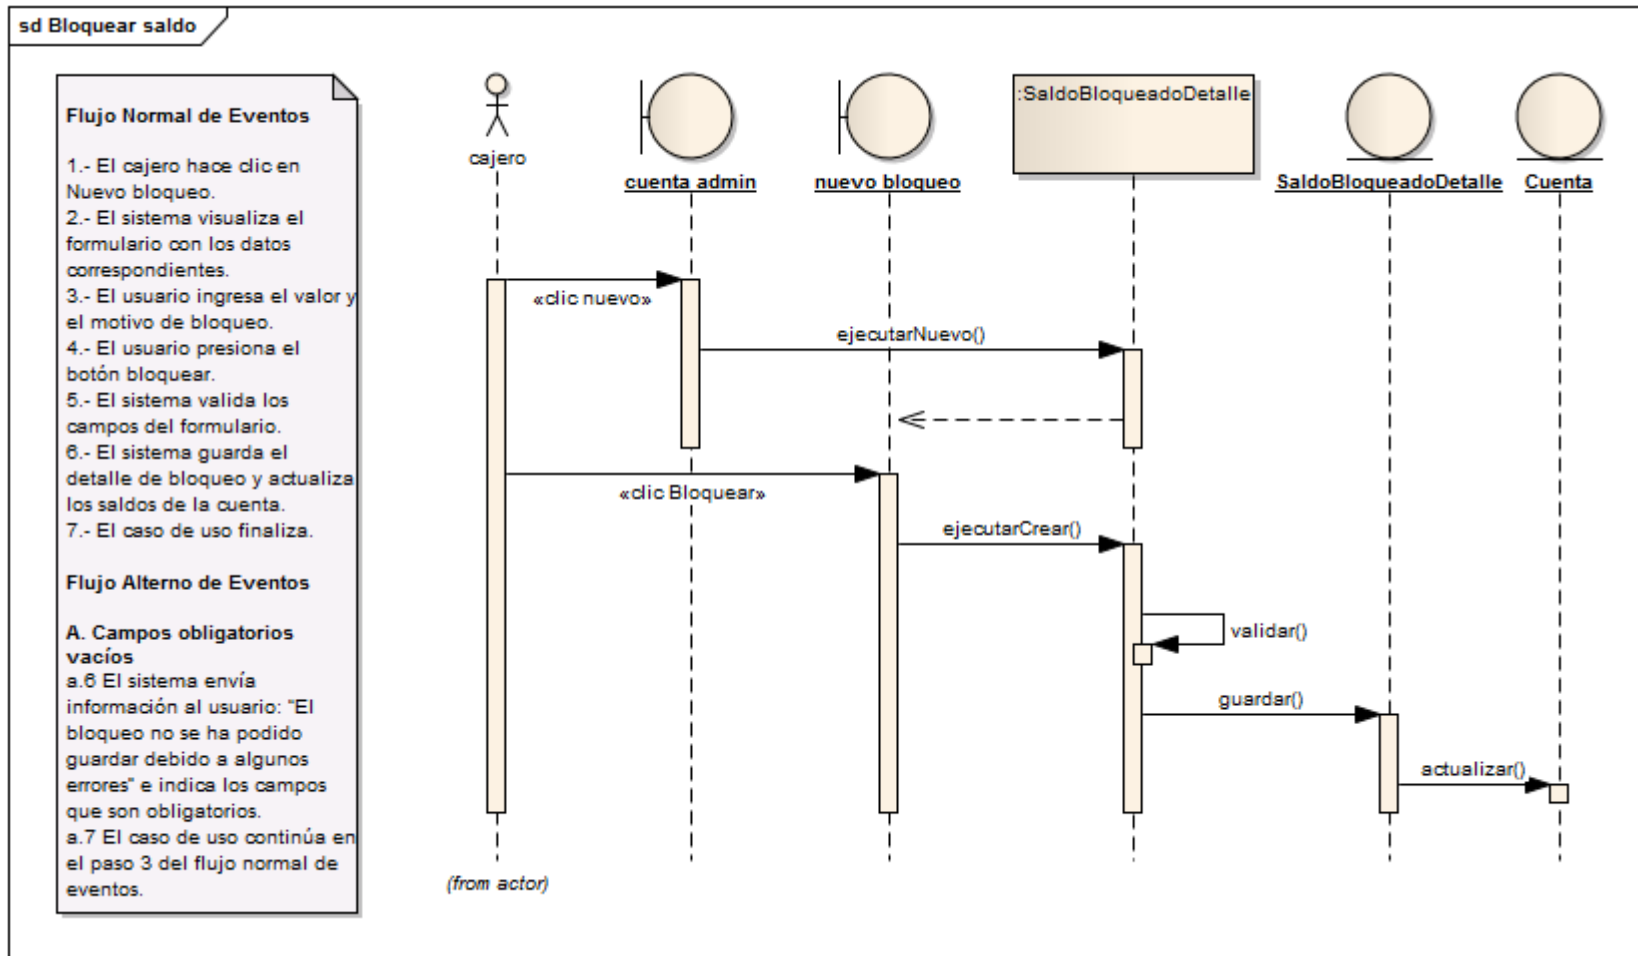 sd Bloquear saldo
Flujo Normal de Eventos
1.- El cajero hace clic en
Nuevo bloqueo.
2.- El sistema visualiza el
formulario con los datos
correspondientes.
3.- El usuario ingresa el valor y
el motivo de bloqueo.
4.- El usuario presiona el
botón bloquear.
5.- El sistema valida los
campos del formulario.
6.- El sistema guarda el
detalle de bloqueo y actualiza
los saldos de la cuenta.
7.- El caso de uso finaliza.
Flujo Alterno de Eventos
A. Campos obligatorios
vacíos
a.6 El sistema envía
información al usuario: "El
bloqueo no se ha podido
guardar debido a algunos
errores" e indica los campos
que son obligatorios.
a.7 El caso de uso continúa en
el paso 3 del flujo normal de
eventos.
cajero
cuenta admin
nuevo bloqueo
:SaldoBloqueadoDetalle
SaldoBloqueadoDetalle
Cuenta
«clic nuevo»
ejecutarNuevo()
«clic Bloquear»
ejecutarCrear()
validar()
guardar()
actualizar()
(from actor)